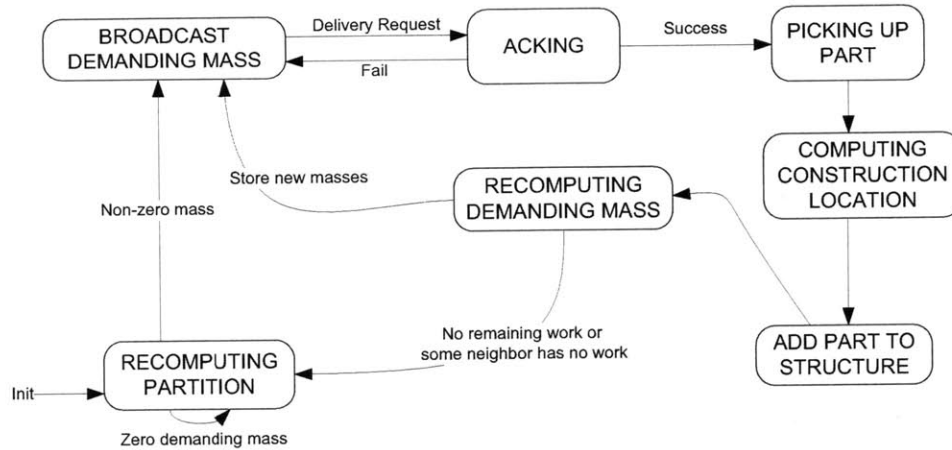 BROADCAST
DEMANDING MASS
Delivery Request
Fail
ACKING
Success
PICKING UP
PART
COMPUTING
CONSTRUCTION
LOCATION
Store new masses
RECOMPUTING
DEMANDING MASS
Non-zero mass
No remaining work or
some neighbor has no work
ADD PART TO
STRUCTURE
Init
RECOMPUTING
PARTITION
Zero demanding mass